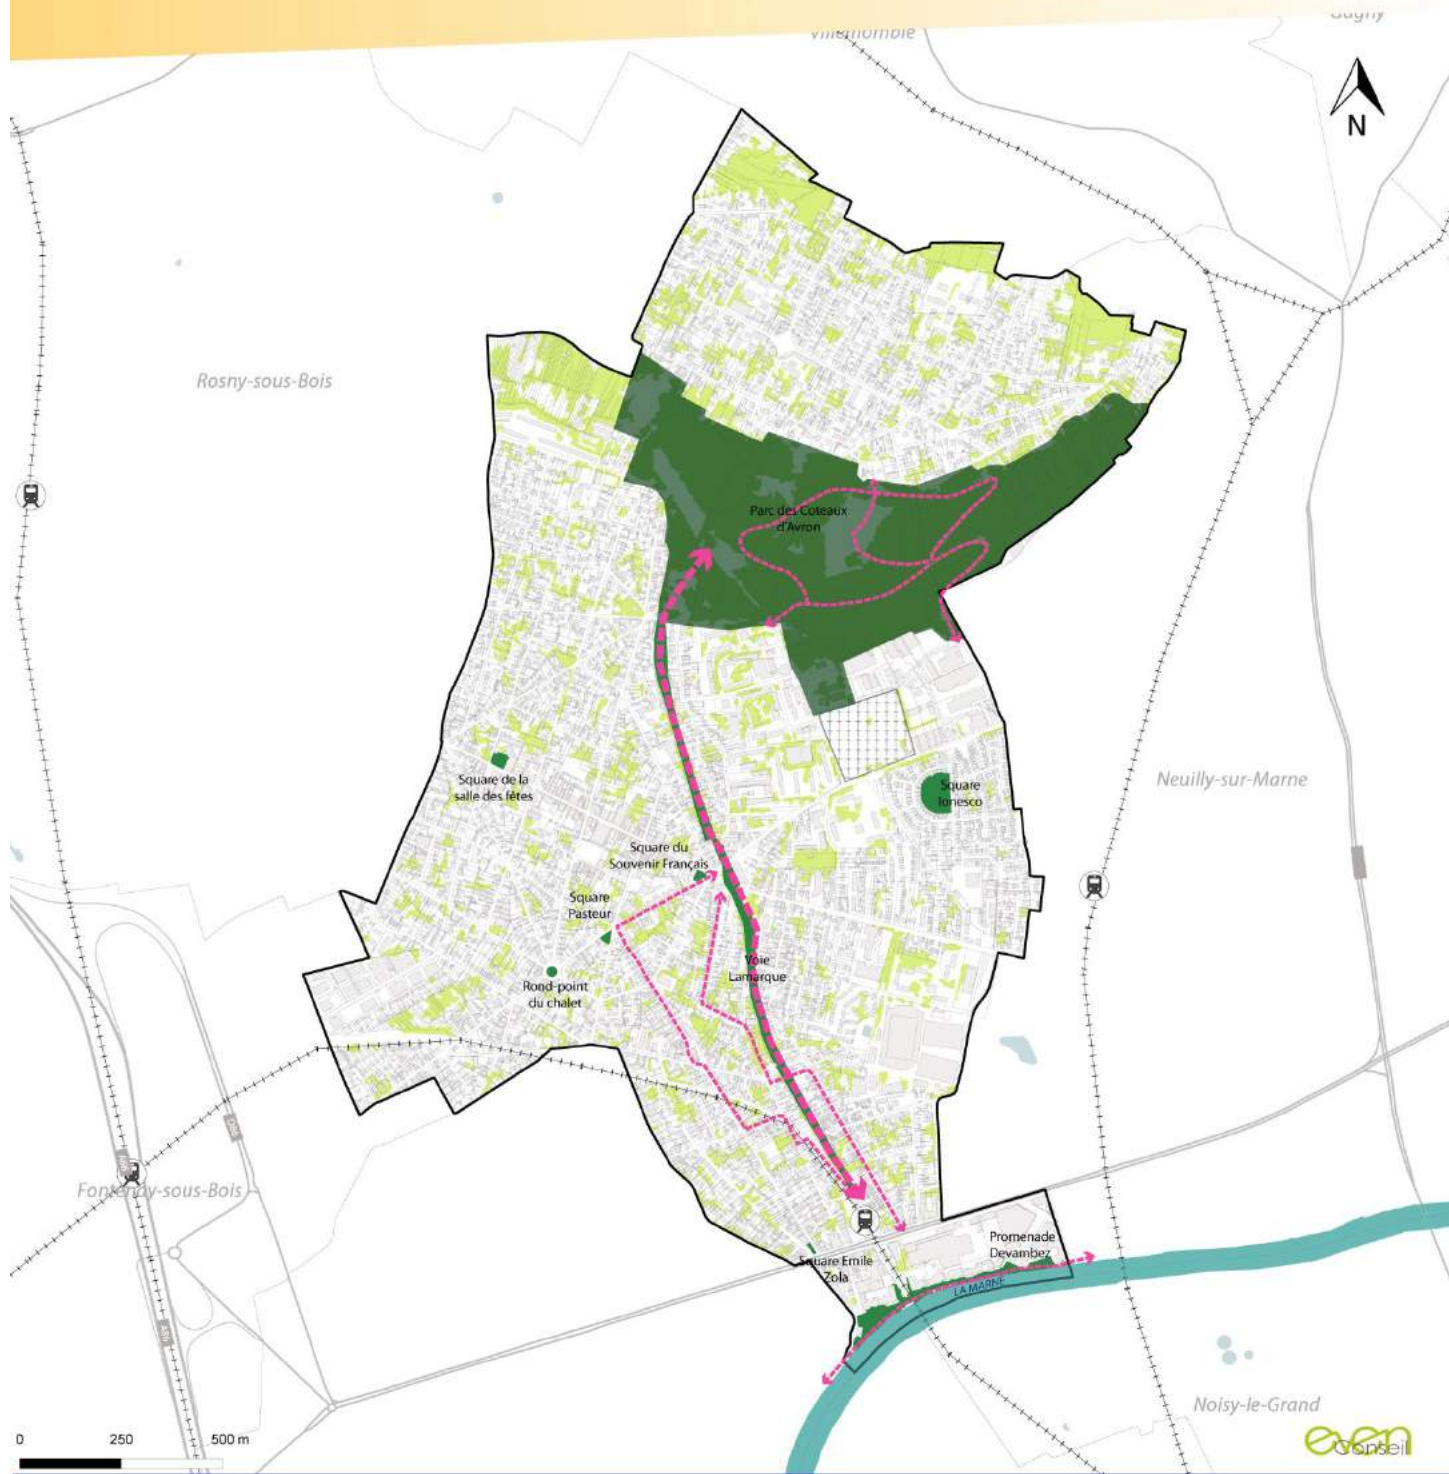 Villemomble
Gagny
N
Rosny-sous-Bois
Parc des Coteaux
d'Avron
Neuilly-sur-Marne
Square de la
salle des fêtes
Square
Ionesco
Square du
Souvenir Français
Square
Pasteur
Voie
Lamarque
Rond-point
du chalet
Fontenay-sous-Bois
A86
Promenade
Devambez
Square Emile
Zola
LA MARNE
A86
Noisy-le-Grand
0 250 500 m
even
Conseil